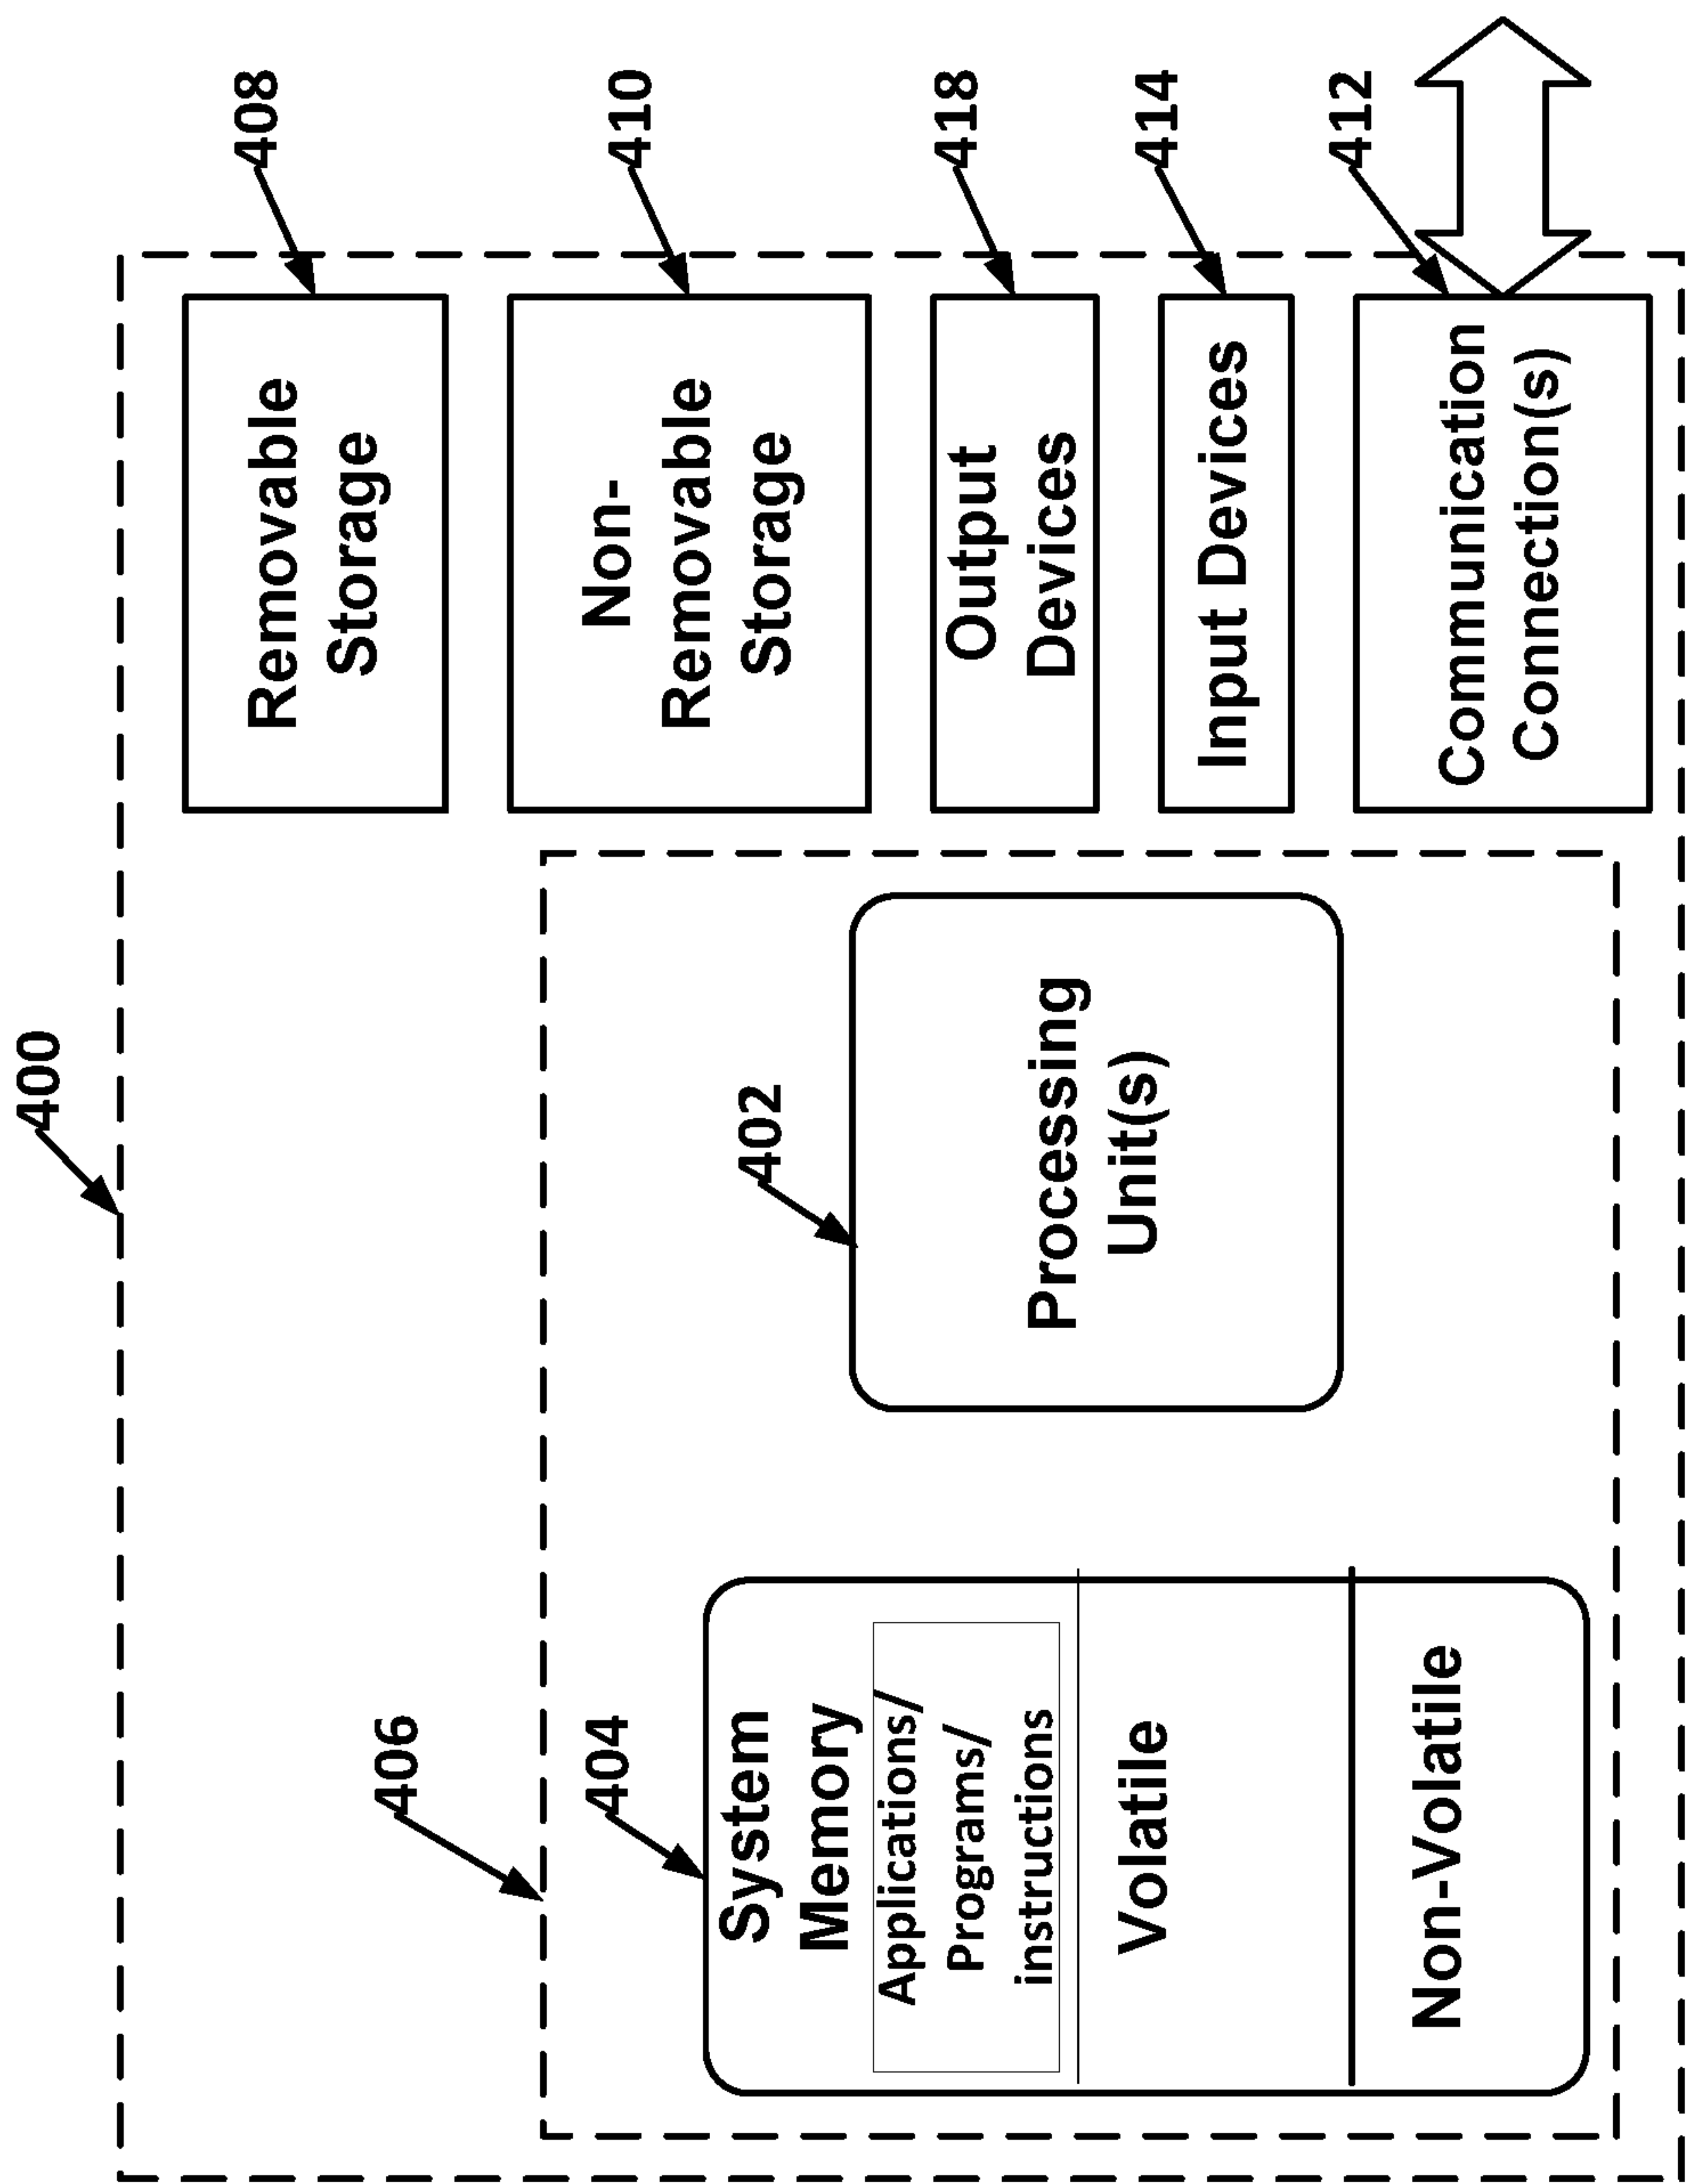 400
406
404
System
Memory
Applications/
Programs/
instructions
Volatile
Non-Volatile
402
Processing
Unit(s)
Removable
Storage
408
Non-
Removable
Storage
410
Output
Devices
418
Input Devices
414
Communication
Connection(s)
412